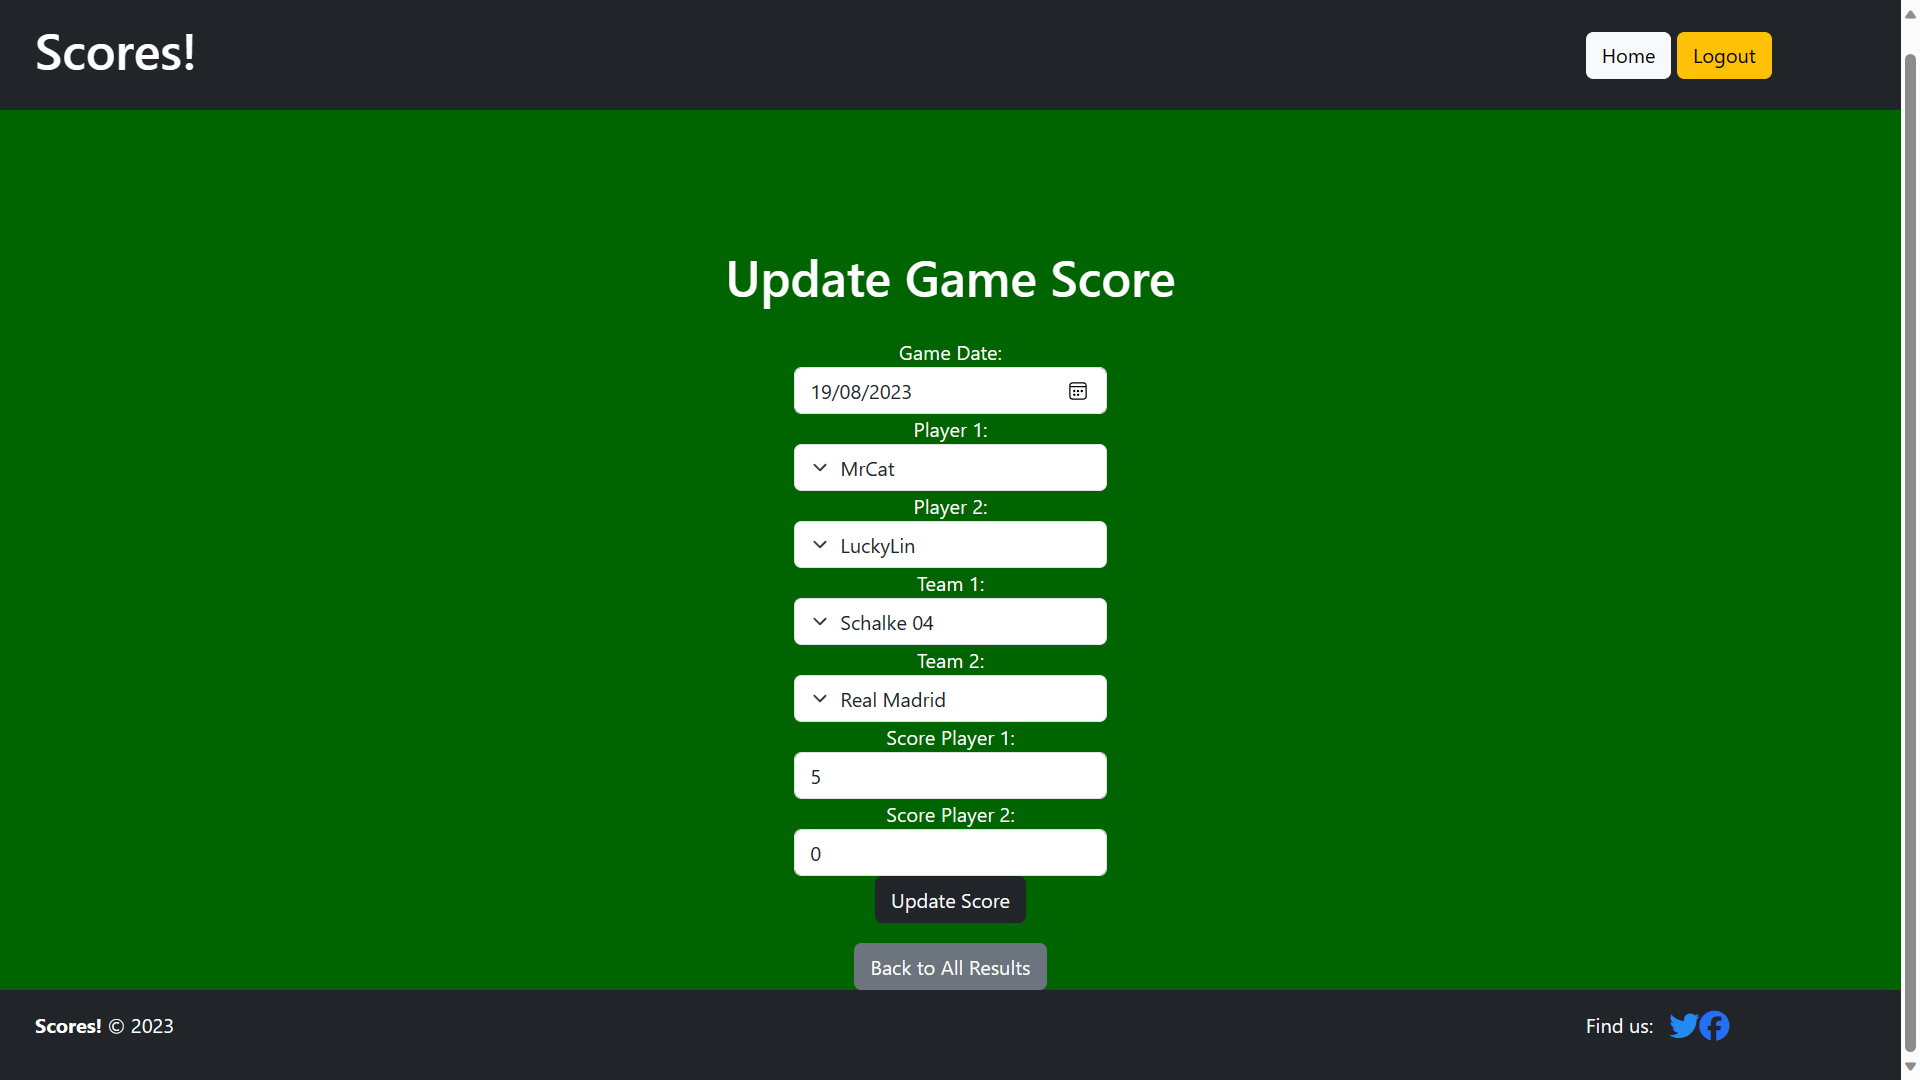 Scores!
Home Logout
Update Game Score
Game Date:
19/08/2023
Player 1:
MrCat
Player 2:
LuckyLin
Team 1:
Schalke 04
Team 2:
Real Madrid
Score Player 1:
5
Score Player 2:
0
Update Score
Back to All Results
Scores! © 2023
Find us: